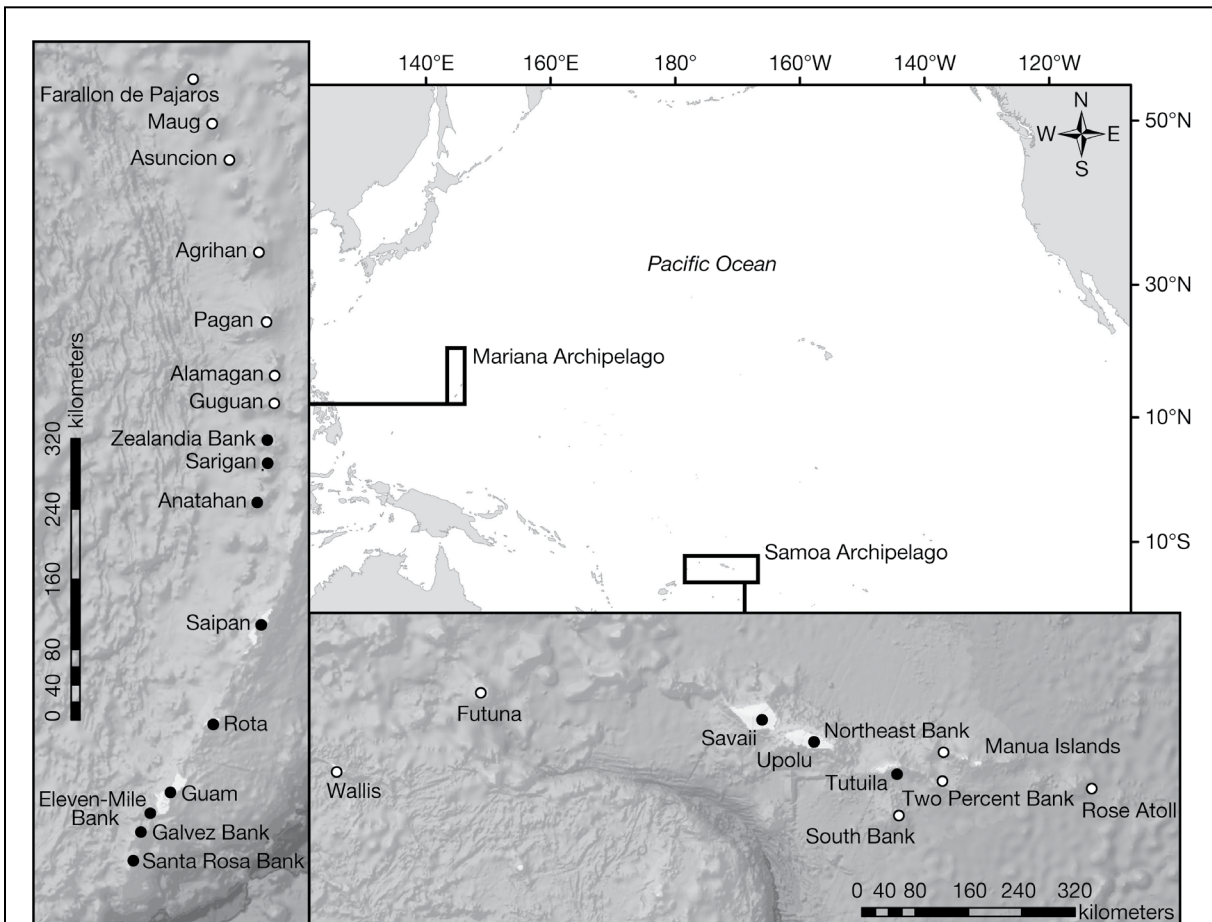 140°E 160°E 180° 160°W 140°W 120°W
50°N
30°N
10°N
10°S
N
W E
S
Pacific Ocean
Mariana Archipelago
Samoa Archipelago
Farallon de Pajaros
Maug
Asuncion
Agrihan
Pagan
Alamagan
Guguan
Zealandia Bank
Sarigan
Anatahan
Saipan
Rota
Guam
Eleven-Mile
Bank
Galvez Bank
Santa Rosa Bank
0 40 80 160 240 320
kilometers
Futuna
Wallis
Savaii
Upolu
Northeast Bank
Manua Islands
Tutuila
Two Percent Bank
Rose Atoll
South Bank
0 40 80 160 240 320
kilometers